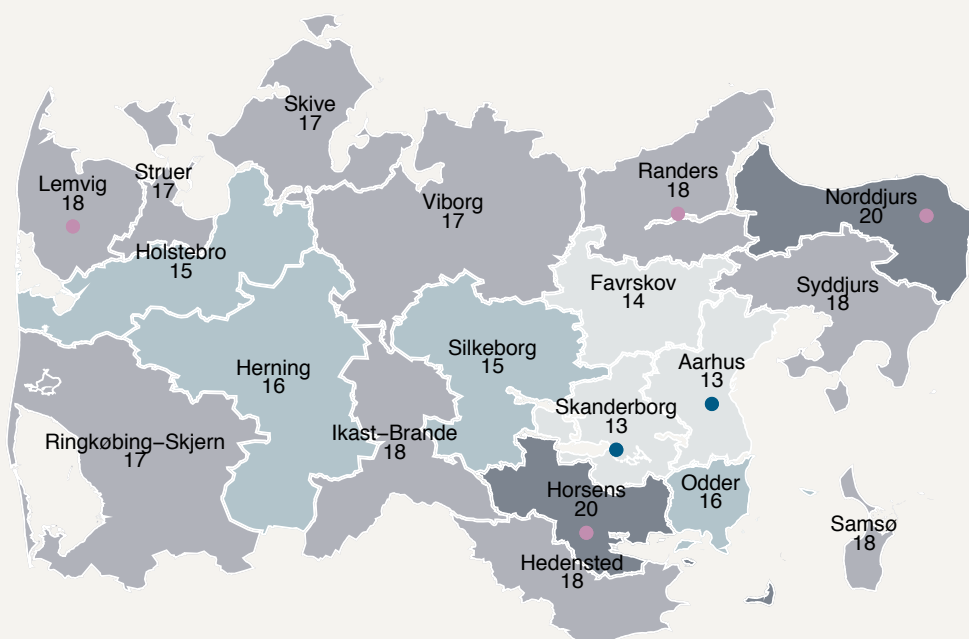 Skive
17
Struer
17
Lemvig
18
Randers
18
Viborg
17
Norddjurs
20
Holstebro
15
Favrskov
14
Syddjurs
18
Silkeborg
15
Herning
16
Aarhus
13
Skanderborg
13
Ringkøbing–Skjern
17
Ikast–Brande
18
Horsens
20
Odder
16
Samsø
18
Hedensted
18